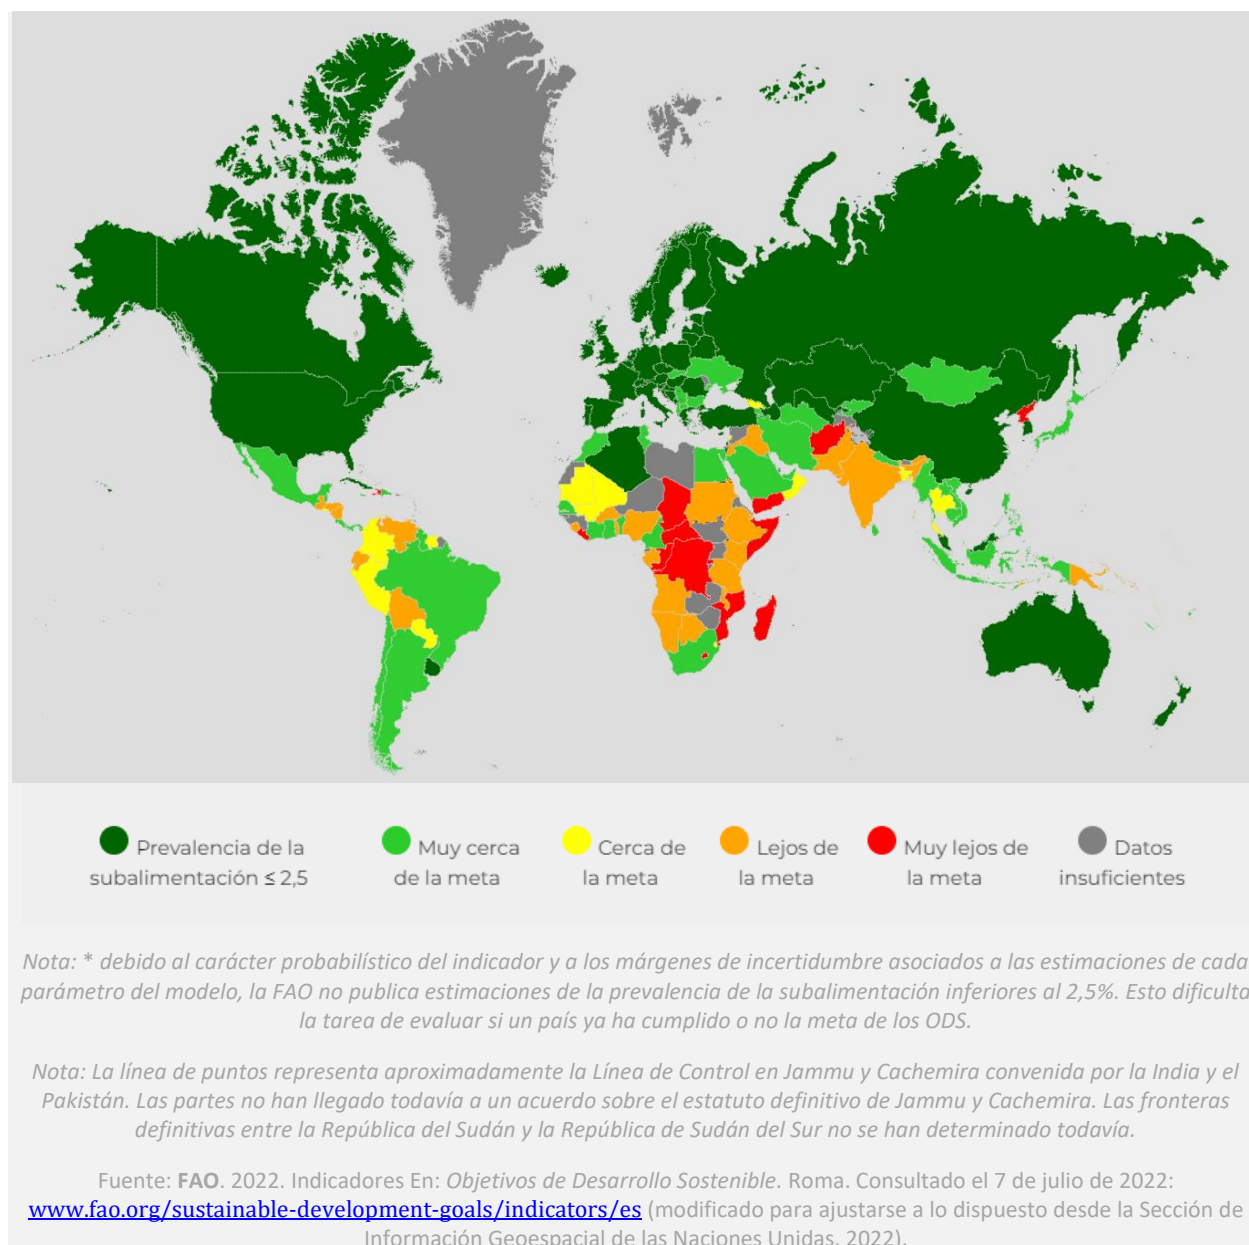 Prevalencia de la
subalimentación ≤ 2,5
Muy cerca
de la meta
Cerca de
la meta
Lejos de
la meta
Muy lejos de
la meta
Datos
insuficientes
Nota: * debido al carácter probabilístico del indicador y a los márgenes de incertidumbre asociados a las estimaciones de cada
parámetro del modelo, la FAO no publica estimaciones de la prevalencia de la subalimentación inferiores al 2,5%. Esto dificulta
la tarea de evaluar si un país ya ha cumplido o no la meta de los ODS.
Nota: La línea de puntos representa aproximadamente la Línea de Control en Jammu y Cachemira convenida por la India y el
Pakistán. Las partes no han llegado todavía a un acuerdo sobre el estatuto definitivo de Jammu y Cachemira. Las fronteras
definitivas entre la República del Sudán y la República de Sudán del Sur no se han determinado todavía.
Fuente: FAO. 2022. Indicadores En: Objetivos de Desarrollo Sostenible. Roma. Consultado el 7 de julio de 2022:
www.fao.org/sustainable-development-goals/indicators/es (modificado para ajustarse a lo dispuesto desde la Sección de
Información Geoespacial de las Naciones Unidas, 2022).